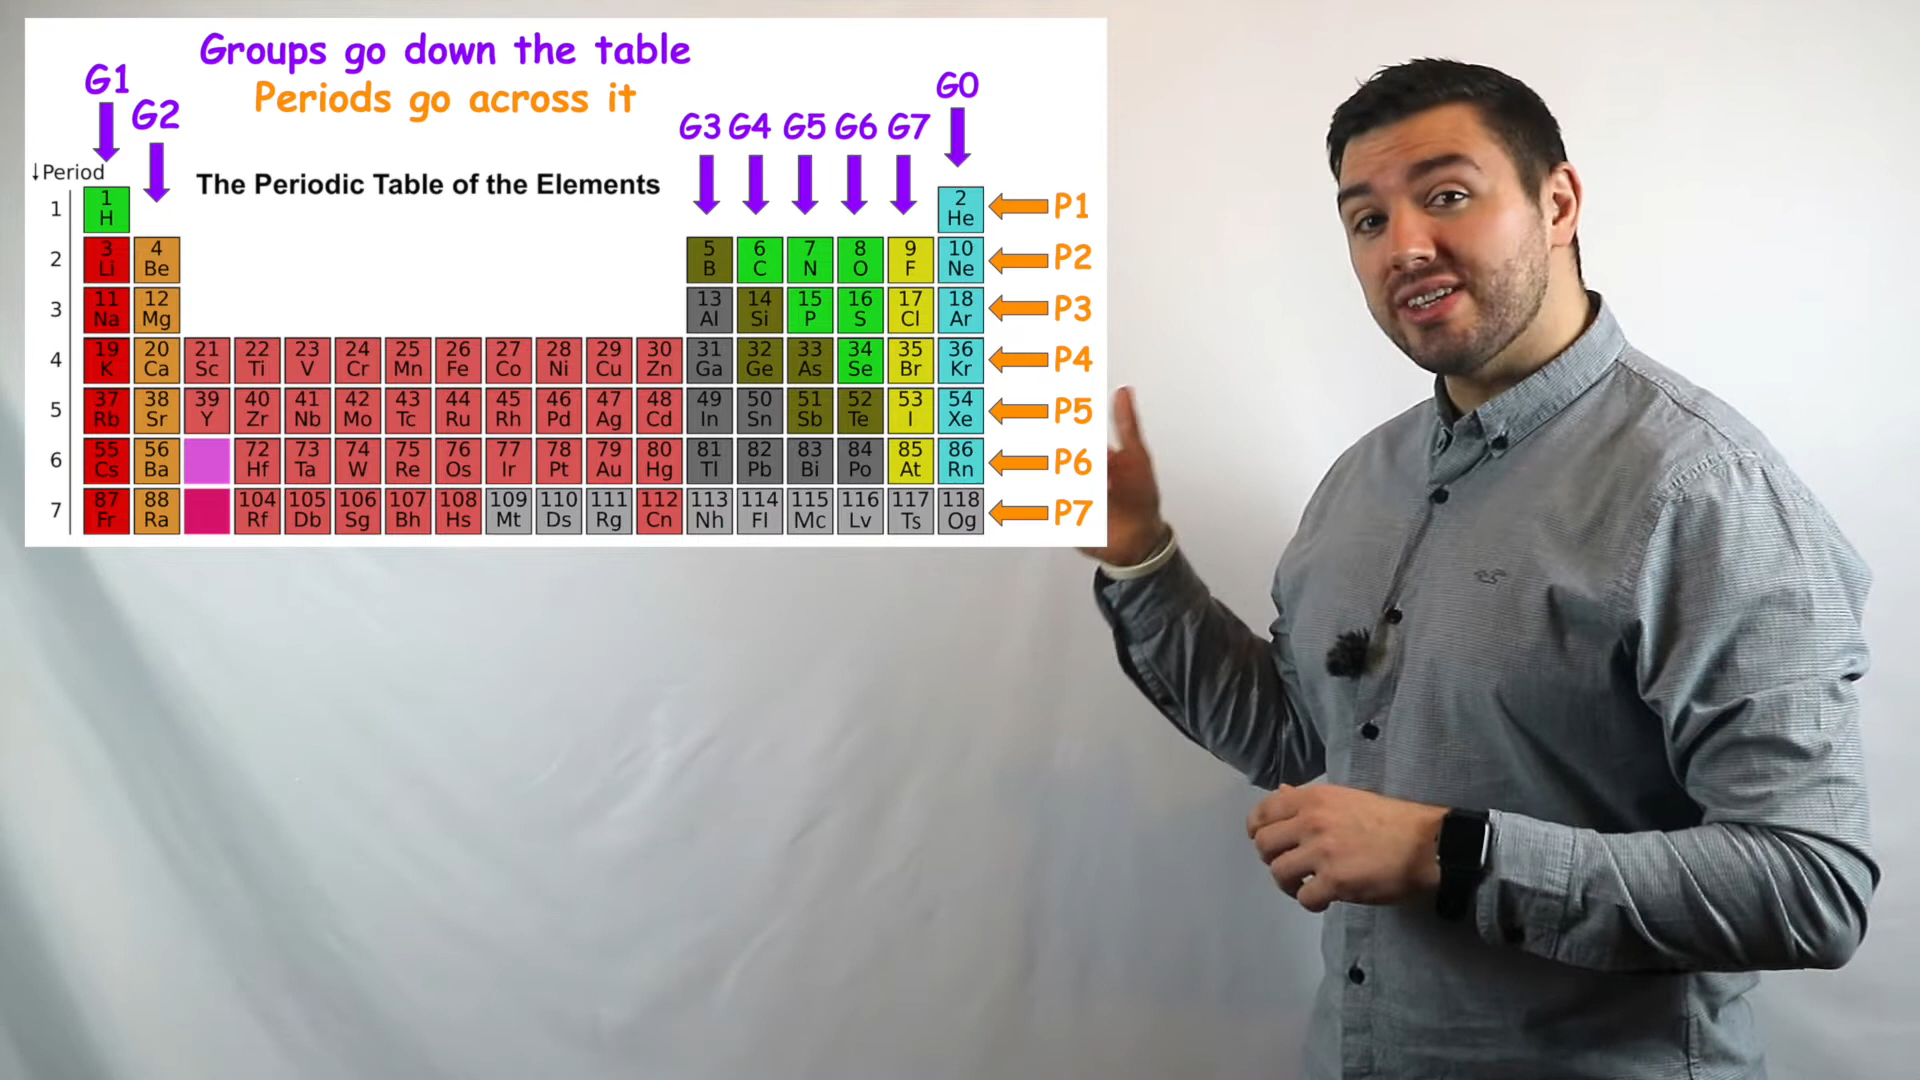 Groups go down the table
Periods go across it
G1
G2
G3 G4 G5 G6 G7
G0
↓Period
The Periodic Table of the Elements
1 1 H 2 He P1
2 3 Li 4 Be 5 B 6 C 7 N 8 O 9 F 10 Ne P2
3 11 Na 12 Mg 13 Al 14 Si 15 P 16 S 17 Cl 18 Ar P3
4 19 K 20 Ca 21 Sc 22 Ti 23 V 24 Cr 25 Mn 26 Fe 27 Co 28 Ni 29 Cu 30 Zn 31 Ga 32 Ge 33 As 34 Se 35 Br 36 Kr P4
5 37 Rb 38 Sr 39 Y 40 Zr 41 Nb 42 Mo 43 Tc 44 Ru 45 Rh 46 Pd 47 Ag 48 Cd 49 In 50 Sn 51 Sb 52 Te 53 I 54 Xe P5
6 55 Cs 56 Ba 72 Hf 73 Ta 74 W 75 Re 76 Os 77 Ir 78 Pt 79 Au 80 Hg 81 Tl 82 Pb 83 Bi 84 Po 85 At 86 Rn P6
7 87 Fr 88 Ra 104 Rf 105 Db 106 Sg 107 Bh 108 Hs 109 Mt 110 Ds 111 Rg 112 Cn 113 Nh 114 Fl 115 Mc 116 Lv 117 Ts 118 Og P7